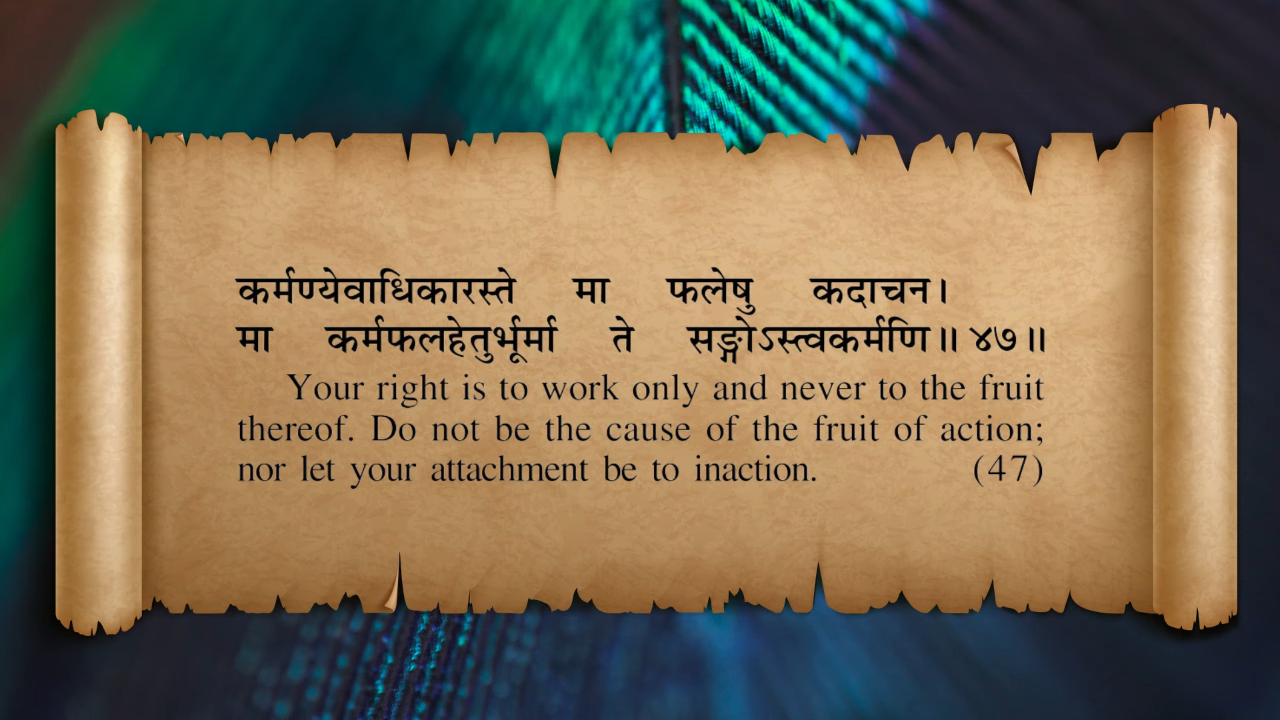 कर्मण्येवाधिकारस्ते मा फलेषु कदाचन।
मा कर्मफलहेतुर्भूर्मा ते सङ्गोऽस्त्वकर्मणि॥ ४७॥
Your right is to work only and never to the fruit
thereof. Do not be the cause of the fruit of action;
nor let your attachment be to inaction. (47)